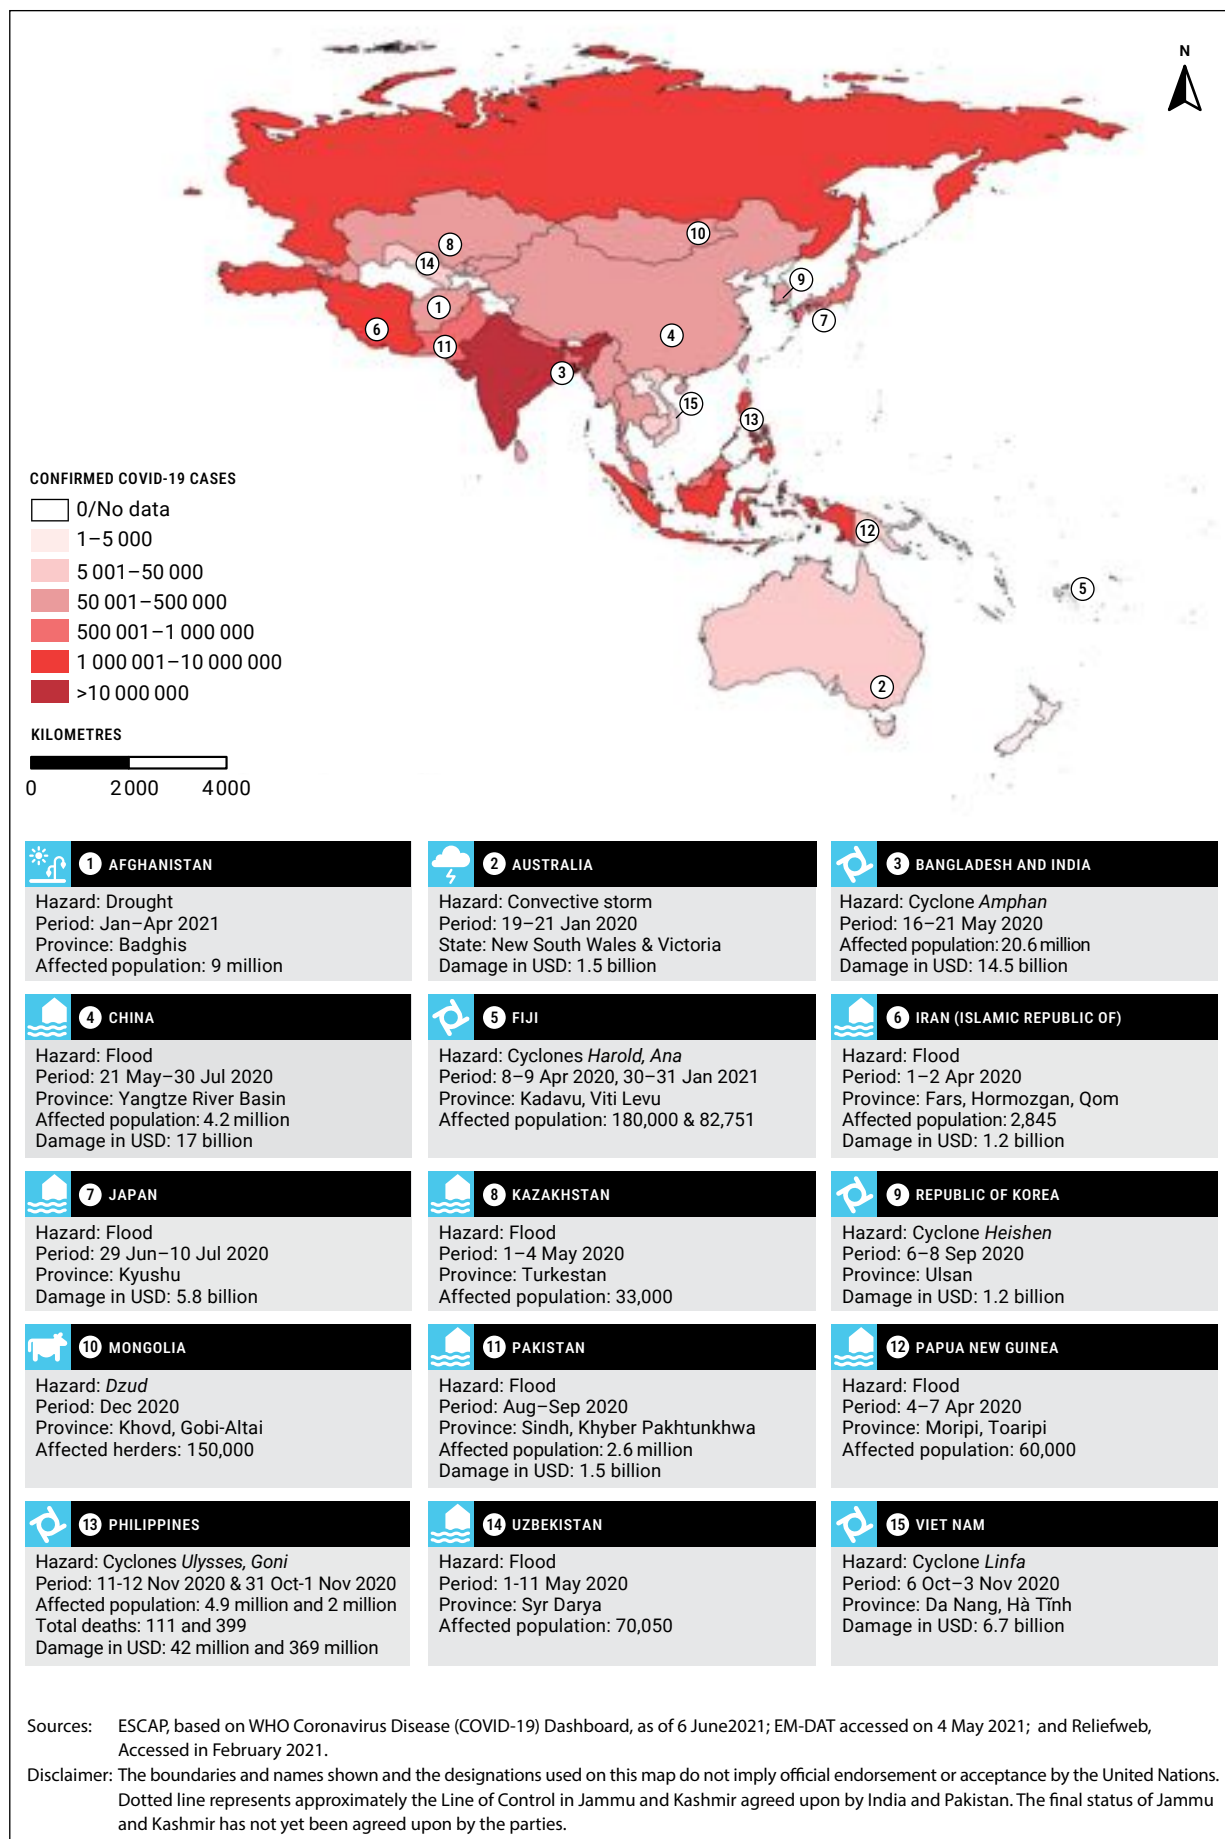 N
8
10
14
9
1
6
7
4
11
3
15
13
12
5
2
CONFIRMED COVID-19 CASES
0/No data
1–5 000
5 001–50 000
50 001–500 000
500 001–1 000 000
1 000 001–10 000 000
>10 000 000
KILOMETRES
0 2 000 4 000
1 AFGHANISTAN
Hazard: Drought
Period: Jan–Apr 2021
Province: Badghis
Affected population: 9 million
2 AUSTRALIA
Hazard: Convective storm
Period: 19–21 Jan 2020
State: New South Wales & Victoria
Damage in USD: 1.5 billion
3 BANGLADESH AND INDIA
Hazard: Cyclone Amphan
Period: 16–21 May 2020
Affected population: 20.6 million
Damage in USD: 14.5 billion
4 CHINA
Hazard: Flood
Period: 21 May–30 Jul 2020
Province: Yangtze River Basin
Affected population: 4.2 million
Damage in USD: 17 billion
5 FIJI
Hazard: Cyclones Harold, Ana
Period: 8–9 Apr 2020, 30–31 Jan 2021
Province: Kadavu, Viti Levu
Affected population: 180,000 & 82,751
6 IRAN (ISLAMIC REPUBLIC OF)
Hazard: Flood
Period: 1–2 Apr 2020
Province: Fars, Hormozgan, Qom
Affected population: 2,845
Damage in USD: 1.2 billion
7 JAPAN
Hazard: Flood
Period: 29 Jun–10 Jul 2020
Province: Kyushu
Damage in USD: 5.8 billion
8 KAZAKHSTAN
Hazard: Flood
Period: 1–4 May 2020
Province: Turkestan
Affected population: 33,000
9 REPUBLIC OF KOREA
Hazard: Cyclone Heishen
Period: 6–8 Sep 2020
Province: Ulsan
Damage in USD: 1.2 billion
10 MONGOLIA
Hazard: Dzud
Period: Dec 2020
Province: Khovd, Gobi-Altai
Affected herders: 150,000
11 PAKISTAN
Hazard: Flood
Period: Aug–Sep 2020
Province: Sindh, Khyber Pakhtunkhwa
Affected population: 2.6 million
Damage in USD: 1.5 billion
12 PAPUA NEW GUINEA
Hazard: Flood
Period: 4–7 Apr 2020
Province: Moripi, Toaripi
Affected population: 60,000
13 PHILIPPINES
Hazard: Cyclones Ulysses, Goni
Period: 11-12 Nov 2020 & 31 Oct-1 Nov 2020
Affected population: 4.9 million and 2 million
Total deaths: 111 and 399
Damage in USD: 42 million and 369 million
14 UZBEKISTAN
Hazard: Flood
Period: 1-11 May 2020
Province: Syr Darya
Affected population: 70,050
15 VIET NAM
Hazard: Cyclone Linfa
Period: 6 Oct–3 Nov 2020
Province: Da Nang, Hà Tĩnh
Damage in USD: 6.7 billion
Sources: ESCAP, based on WHO Coronavirus Disease (COVID-19) Dashboard, as of 6 June2021; EM-DAT accessed on 4 May 2021; and Reliefweb,
Accessed in February 2021.
Disclaimer: The boundaries and names shown and the designations used on this map do not imply official endorsement or acceptance by the United Nations.
Dotted line represents approximately the Line of Control in Jammu and Kashmir agreed upon by India and Pakistan. The final status of Jammu
and Kashmir has not yet been agreed upon by the parties.